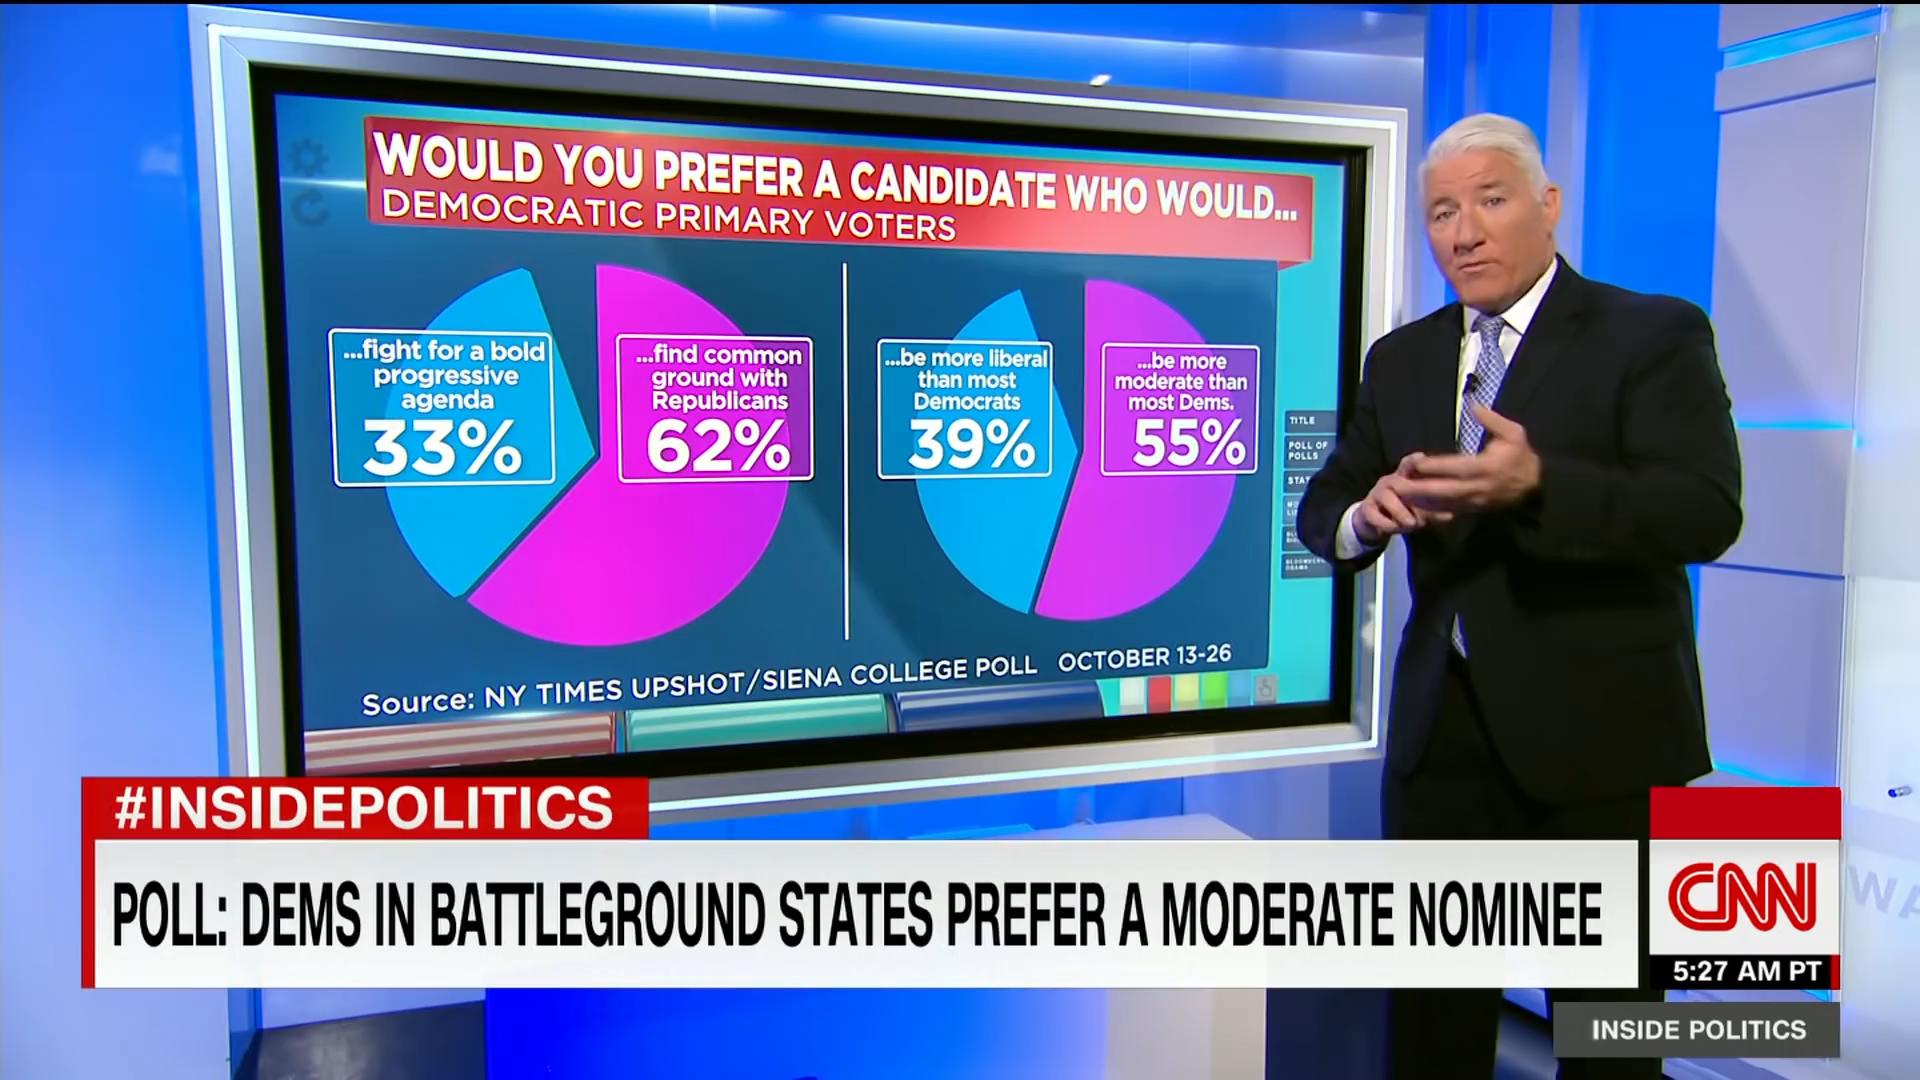 WOULD YOU PREFER A CANDIDATE WHO WOULD...
DEMOCRATIC PRIMARY VOTERS
...fight for a bold
progressive
agenda
33%
...find common
ground with
Republicans
62%
...be more liberal
than most
Democrats
39%
...be more
moderate than
most Dems.
55%
TITLE
POLL OF
POLLS
Source: NY TIMES UPSHOT/SIENA COLLEGE POLL OCTOBER 13-26
#INSIDEPOLITICS
POLL: DEMS IN BATTLEGROUND STATES PREFER A MODERATE NOMINEE
CNN
5:27 AM PT
INSIDE POLITICS